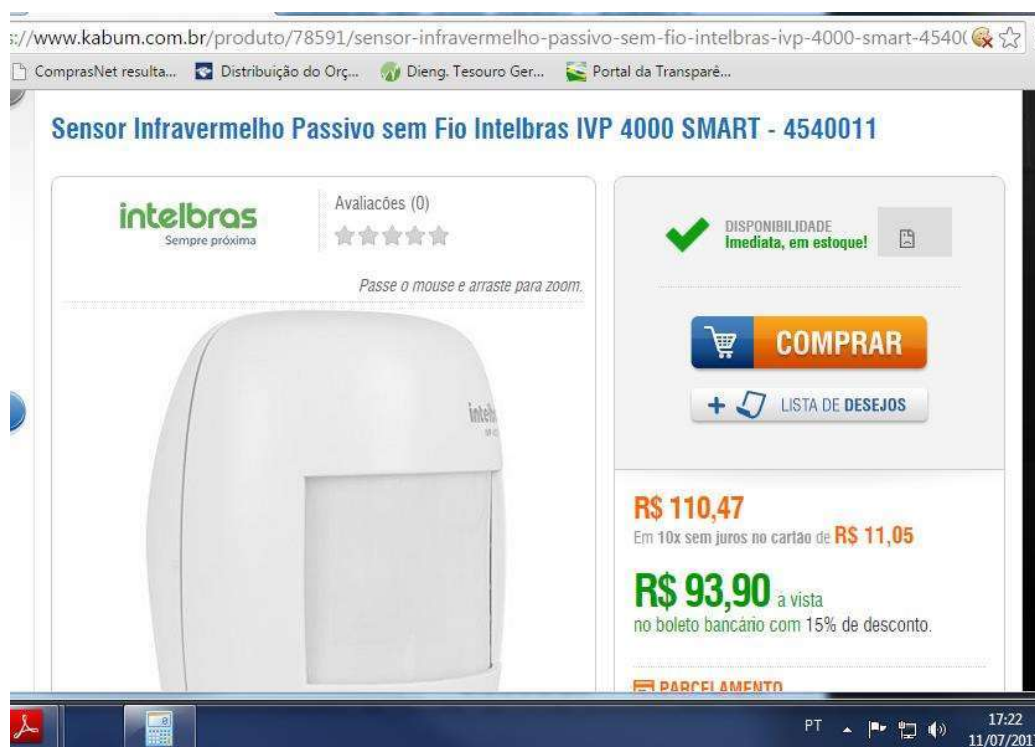 ://www.kabum.com.br/produto/78591/sensor-infravermelho-passivo-sem-fio-intelbras-ivp-4000-smart-4540(
ComprasNet resulta... Distribuição do Orç... Dieng. Tesouro Ger... Portal da Transparê...
Sensor Infravermelho Passivo sem Fio Intelbras IVP 4000 SMART - 4540011
intelbras
Sempre próxima
Avaliacões (0)
Passe o mouse e arraste para zoom.
intelb
DISPONIBILIDADE
Imediata, em estoque!
COMPRAR
+ LISTA DE DESEJOS
R$ 110,47
Em 10x sem juros no cartão de R$ 11,05
R$ 93,90 a vista
no boleto bancário com 15% de desconto.
PARCELAMENTO
PT
17:22
11/07/201